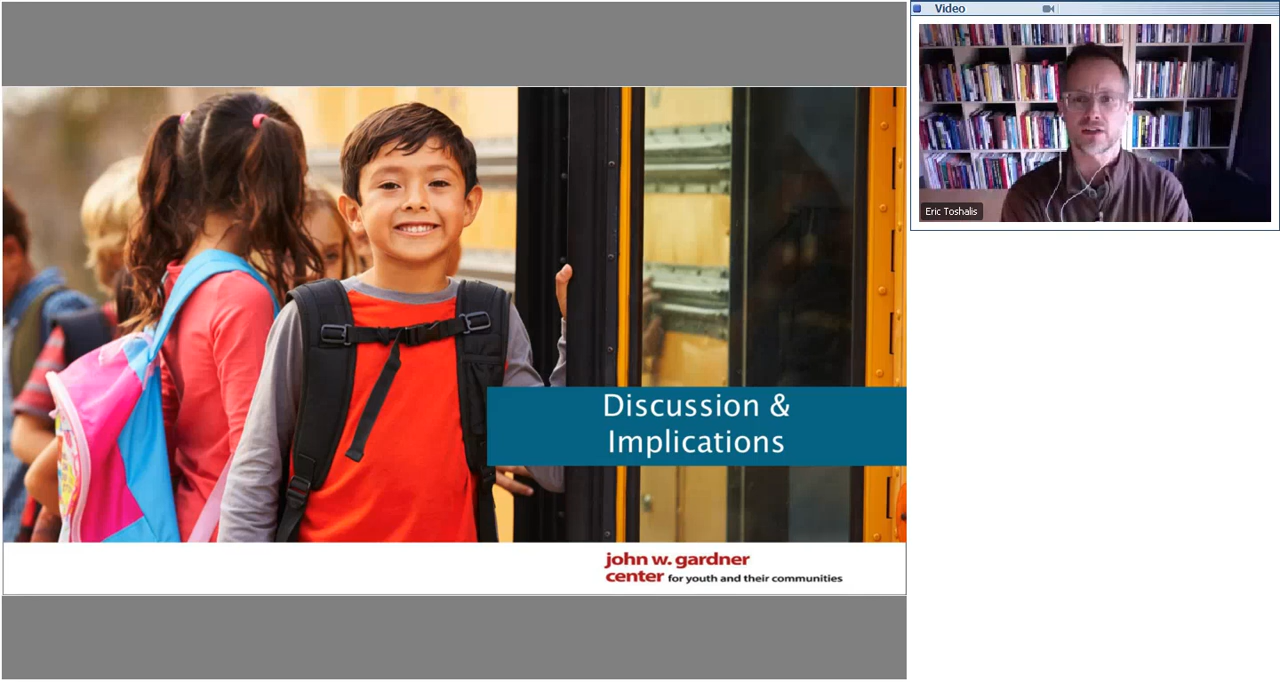 Video
Eric Toshalis
Discussion &
Implications
john w. gardner
center for youth and their communities